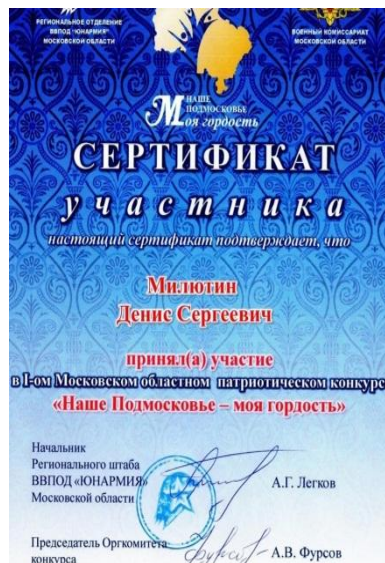 РЕГИОНАЛЬНОЕ ОТДЕЛЕНИЕ
ВВПОД "ЮНАРМИЯ"
МОСКОВСКОЙ ОБЛАСТИ
ВОЕННЫЙ КОМИССАРИАТ
МОСКОВСКОЙ ОБЛАСТИ
НАШЕ
ПОДМОСКОВЬЕ
Моя гордость
СЕРТИФИКАТ
участника
настоящий сертификат подтверждает, что
Милютин
Денис Сергеевич
принял(а) участие
в I-ом Московском областном патриотическом конкурс
«Наше Подмосковье – моя гордость»
Начальник
Регионального штаба
ВВПОД «ЮНАРМИЯ»
Московской области
А.Г. Легков
Председатель Оргкомитета
конкурса
А.В. Фурсов